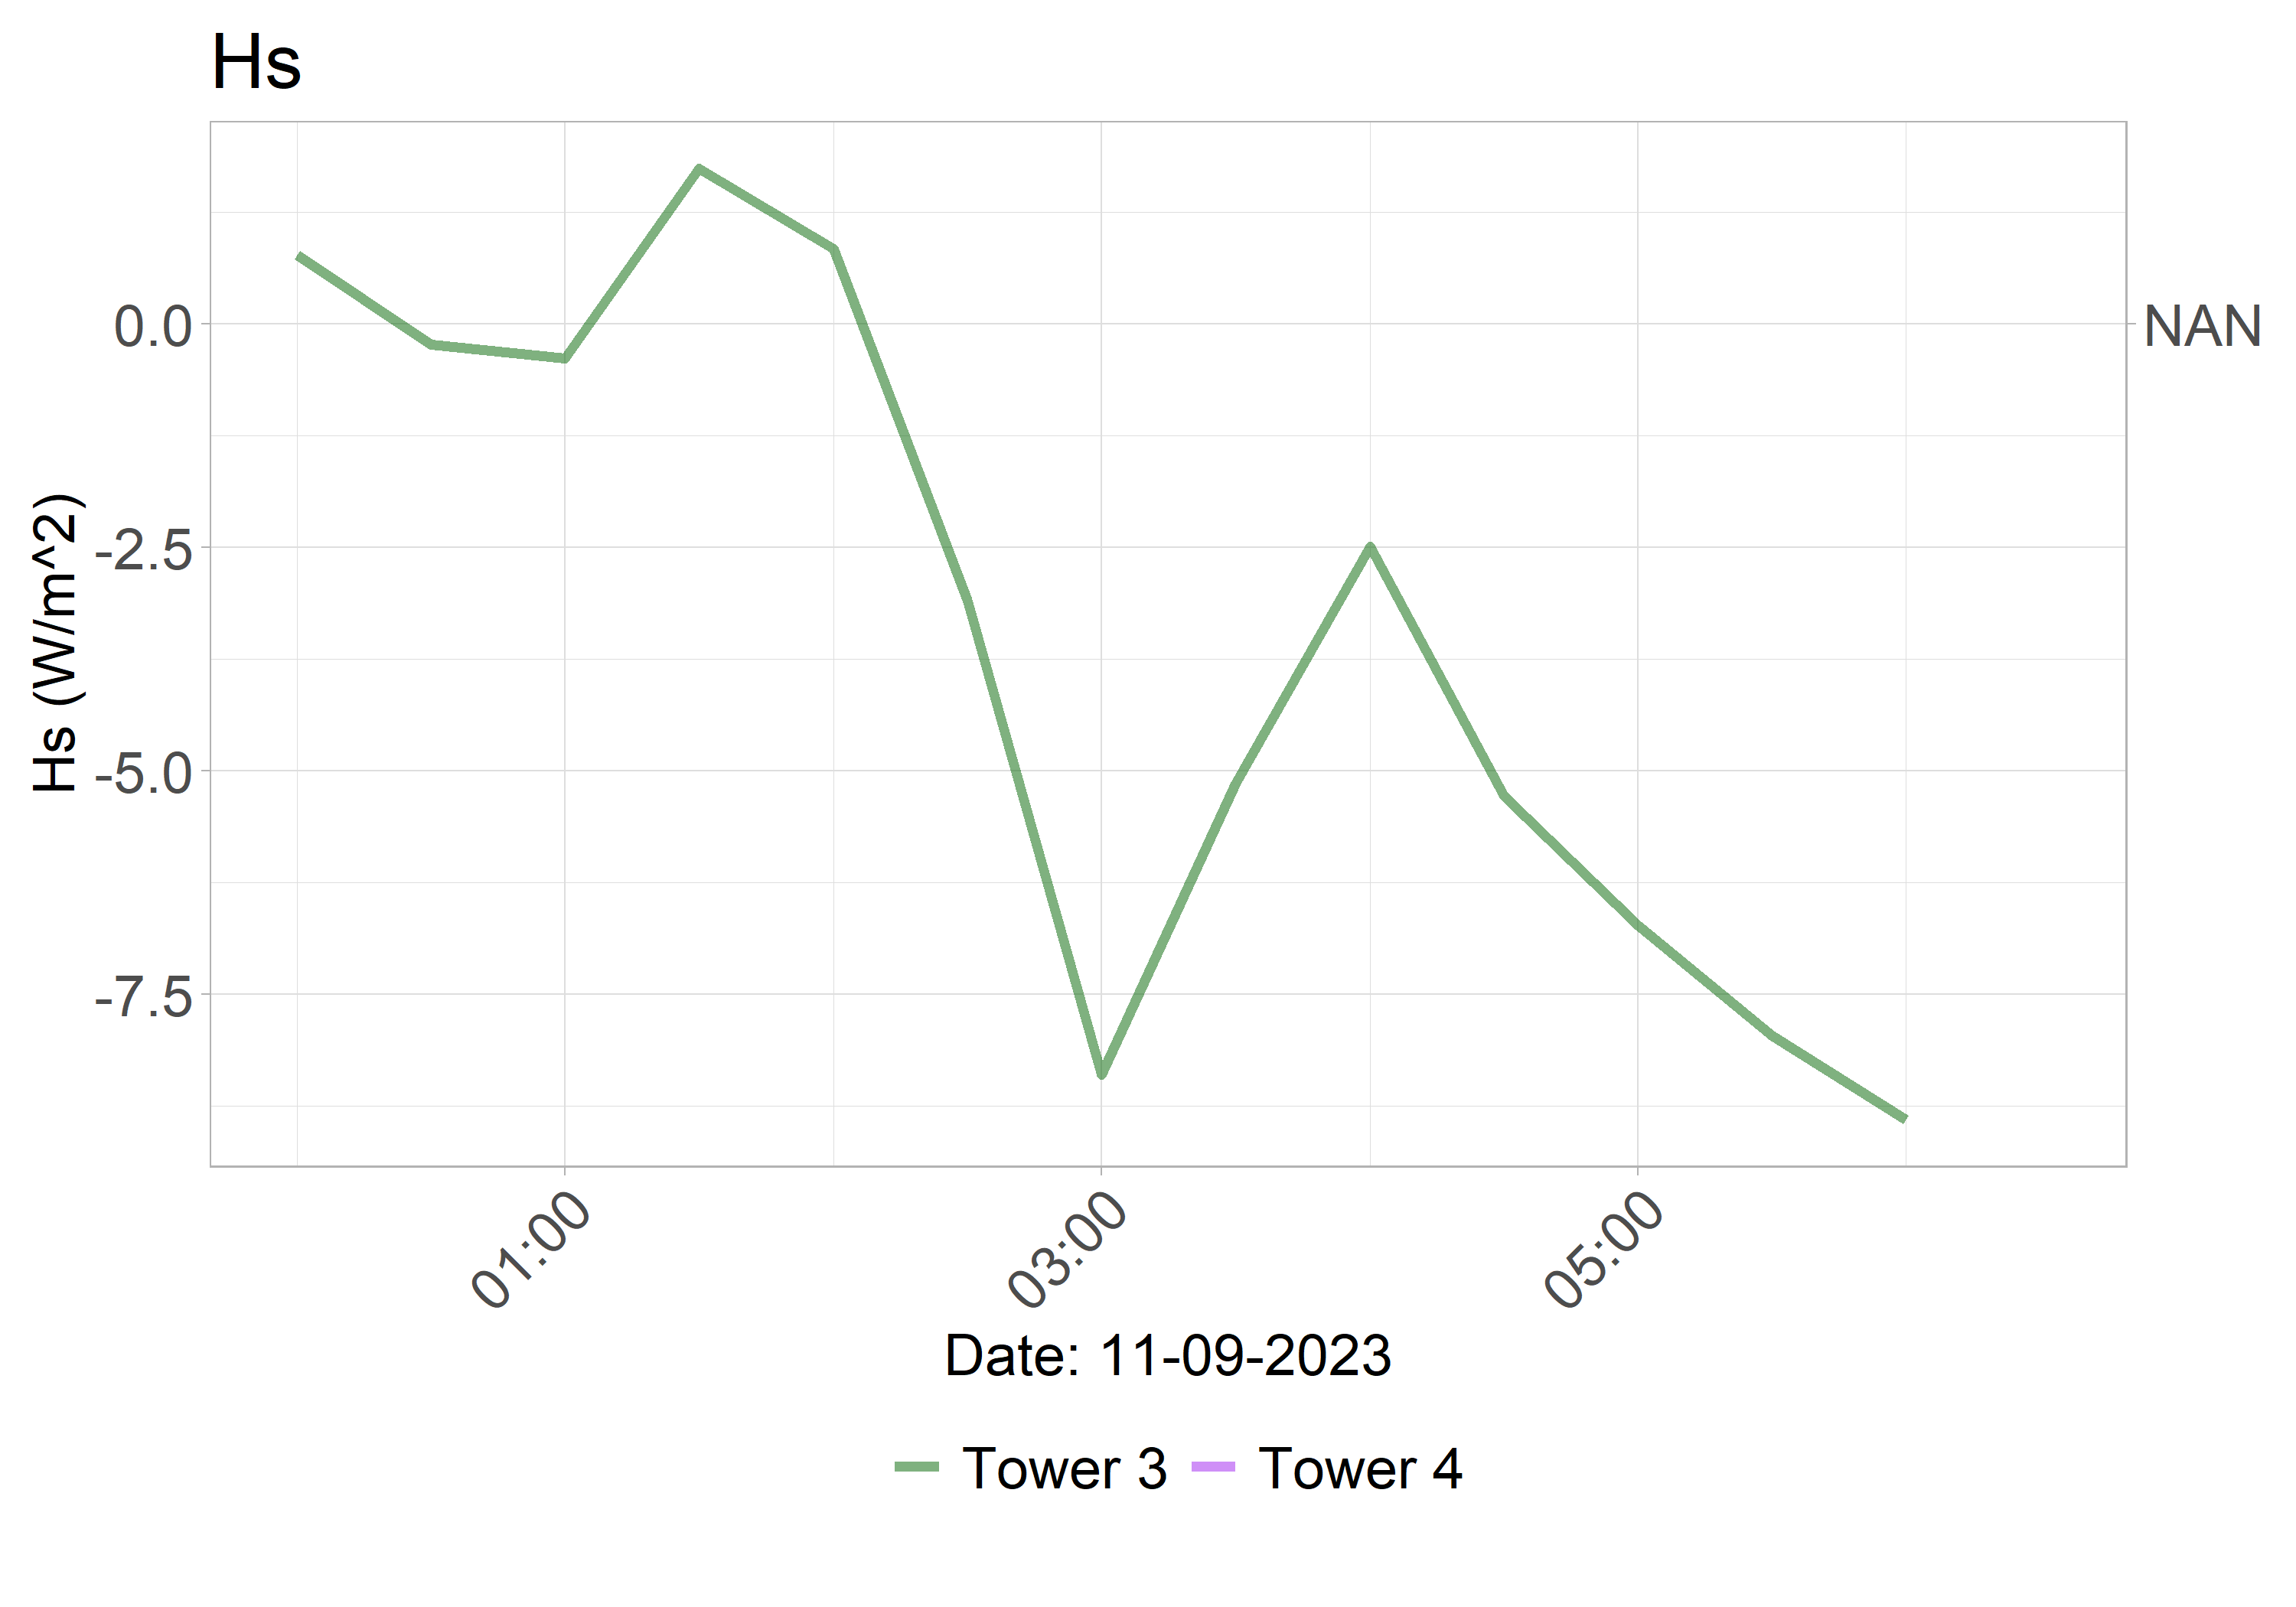 Hs
Hs (W/m^2)
0.0
-2.5
-5.0
-7.5
NAN
01:00
03:00
05:00
Date: 11-09-2023
Tower 3
Tower 4